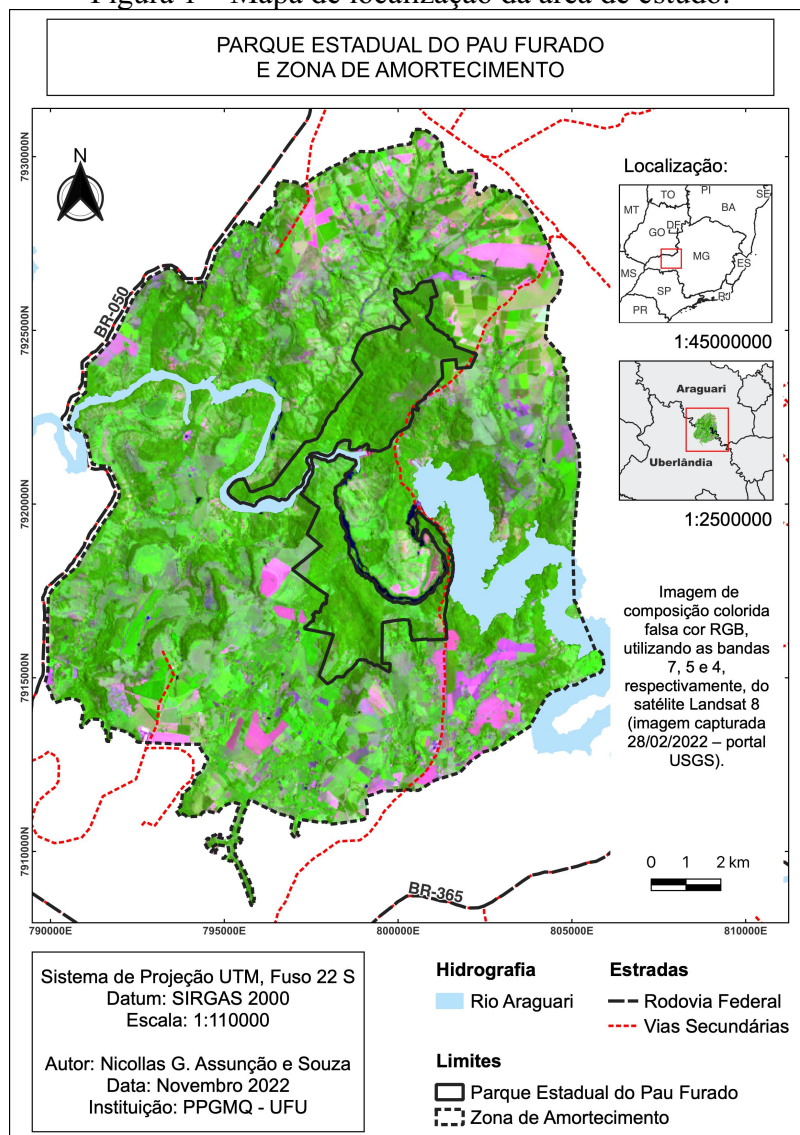 Figura 1 – Mapa de localização da área de estudo.
PARQUE ESTADUAL DO PAU FURADO
E ZONA DE AMORTECIMENTO
N
BR-050
BR-365
7930000N
7925000N
7920000N
7915000N
7910000N
790000E
795000E
800000E
805000E
810000E
Localização:
TO
PI
SE
MT
BA
DF
GO
MG
ES
MS
SP
RJ
PR
1:45000000
Araguari
Uberlândia
1:2500000
Imagem de
composição colorida
falsa cor RGB,
utilizando as bandas
7, 5 e 4,
respectivamente, do
satélite Landsat 8
(imagem capturada
28/02/2022 – portal
USGS).
0 1 2 km
Sistema de Projeção UTM, Fuso 22 S
Datum: SIRGAS 2000
Escala: 1:110000
Autor: Nicollas G. Assunção e Souza
Data: Novembro 2022
Instituição: PPGMQ - UFU
Hidrografia
Rio Araguari
Estradas
Rodovia Federal
Vias Secundárias
Limites
Parque Estadual do Pau Furado
Zona de Amortecimento